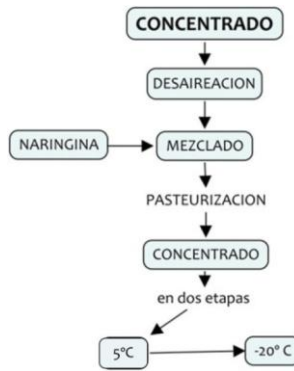 CONCENTRADO
DESAIREACION
NARINGINA
MEZCLADO
PASTEURIZACION
CONCENTRADO
en dos etapas
5°C
-20° C